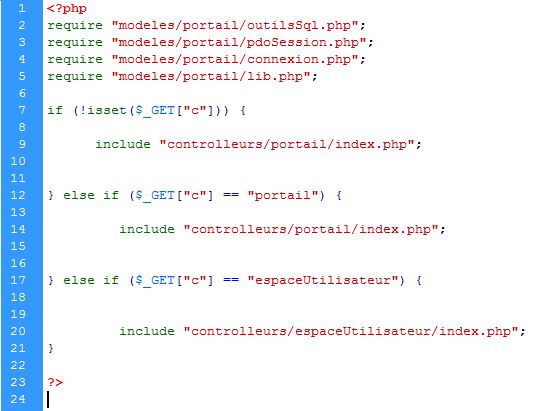 1 <?php
2 require "modeles/portail/outilsSql.php";
3 require "modeles/portail/pdoSession.php";
4 require "modeles/portail/connexion.php";
5 require "modeles/portail/lib.php";
6
7 if (!isset($_GET["c"])) {
8
9 include "controlleurs/portail/index.php";
10
11
12 } else if ($_GET["c"] == "portail") {
13
14 include "controlleurs/portail/index.php";
15
16
17 } else if ($_GET["c"] == "espaceUtilisateur") {
18
19
20 include "controlleurs/espaceUtilisateur/index.php";
21 }
22
23 ?>
24